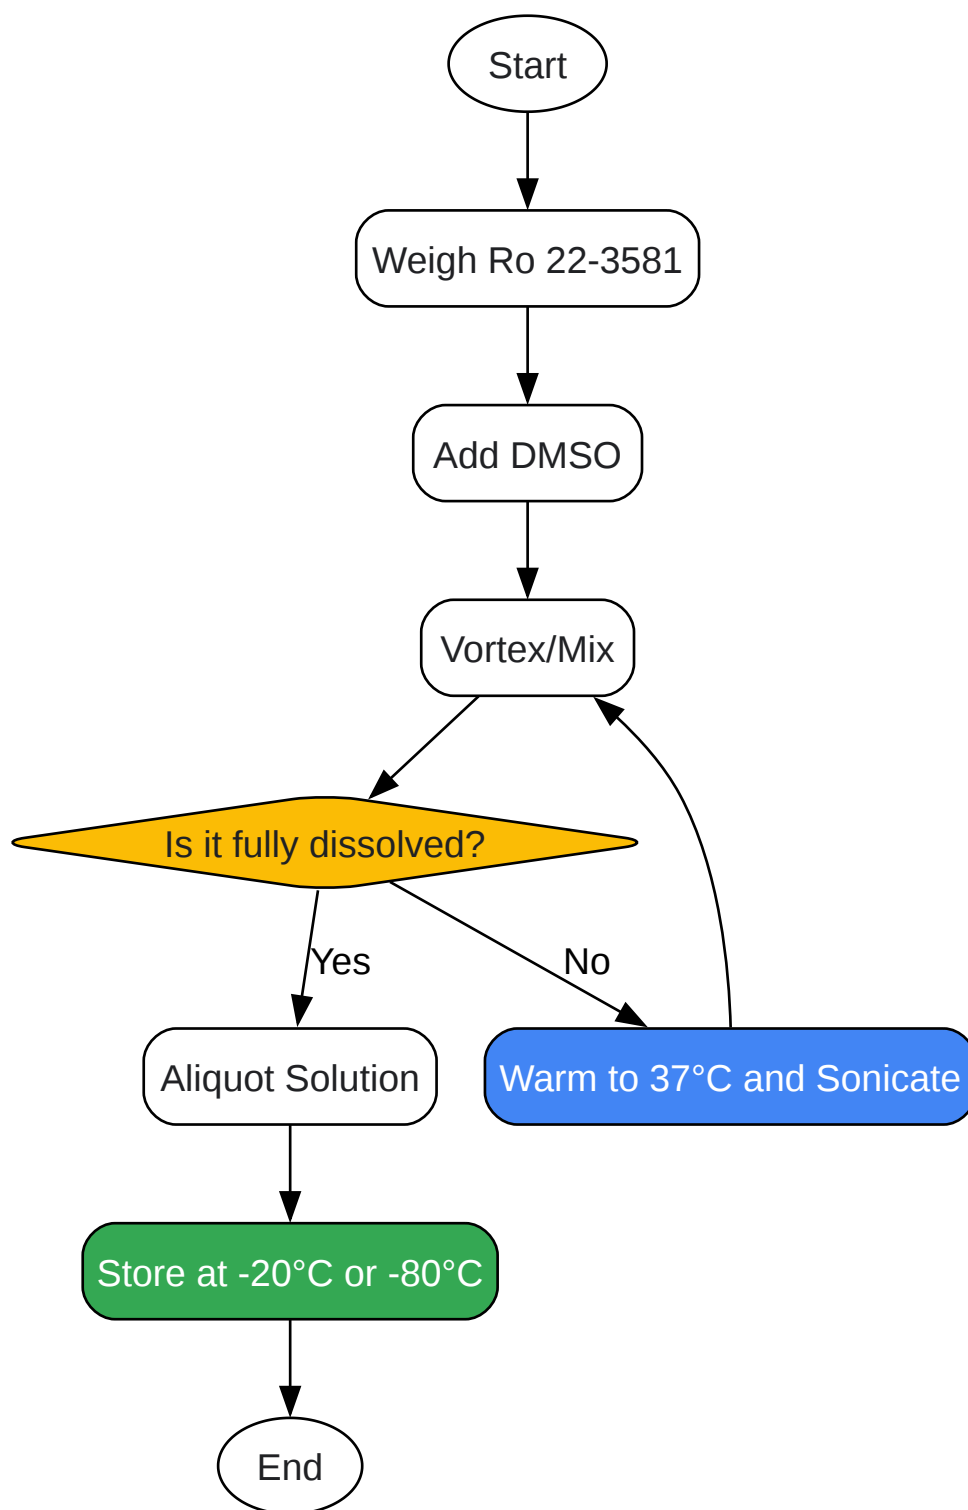 Start
Weigh Ro 22-3581
Add DMSO
Vortex/Mix
Is it fully dissolved?
Yes
No
Aliquot Solution
Warm to 37°C and Sonicate
Store at -20°C or -80°C
End